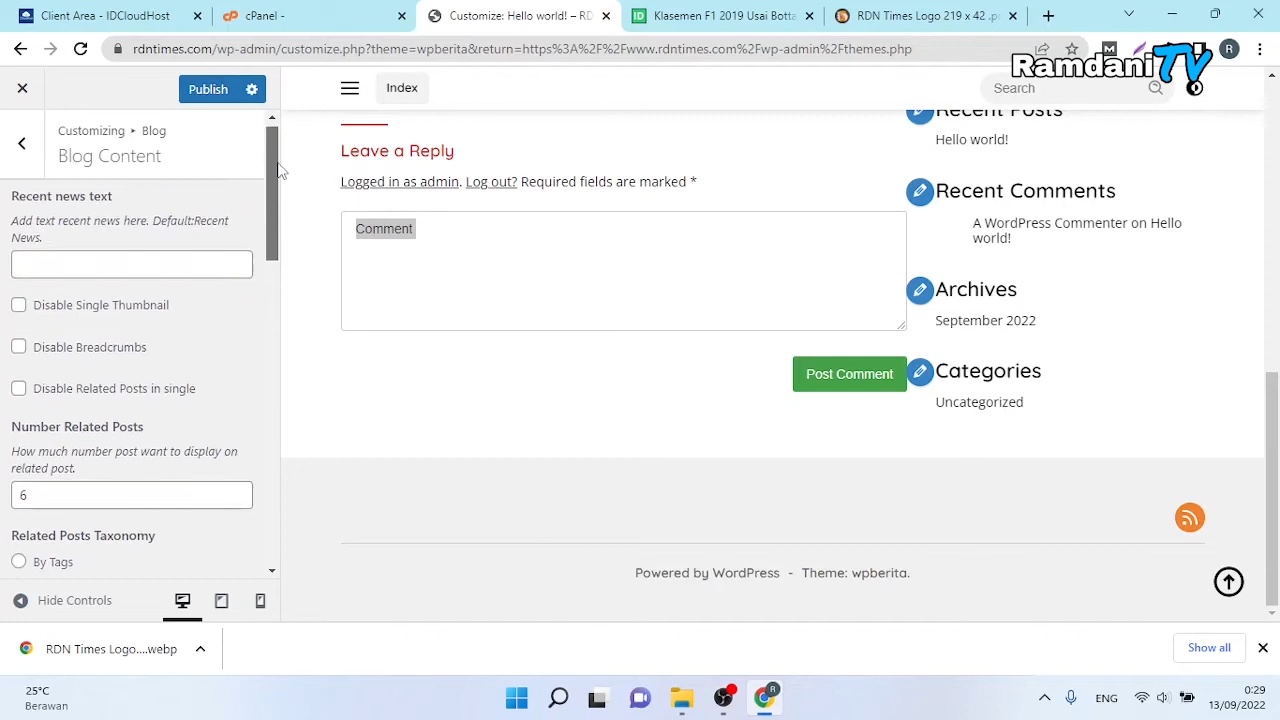 Client Area - IDCloudHost
cPanel -
Customize: Hello world! – RD
Klasemen F1 2019 Usai Botta
RDN Times Logo 219 x 42 .pn
rdntimes.com/wp-admin/customize.php?theme=wpberita&return=https%3A%2F%2Fwww.rdntimes.com%2Fwp-admin%2Fthemes.php
R
RamdaniTV
Publish
Index
Search
Customizing ▸ Blog
Blog Content
Recent news text
Add text recent news here. Default:Recent
News.
Disable Single Thumbnail
Disable Breadcrumbs
Disable Related Posts in single
Number Related Posts
How much number post want to display on
related post.
6
Related Posts Taxonomy
By Tags
Hide Controls
Leave a Reply
Logged in as admin. Log out? Required fields are marked *
Comment
Post Comment
Recent Posts
Hello world!
Recent Comments
A WordPress Commenter on Hello
world!
Archives
September 2022
Categories
Uncategorized
Powered by WordPress - Theme: wpberita.
RDN Times Logo....webp
Show all
25°C
Berawan
ENG
0:29
13/09/2022